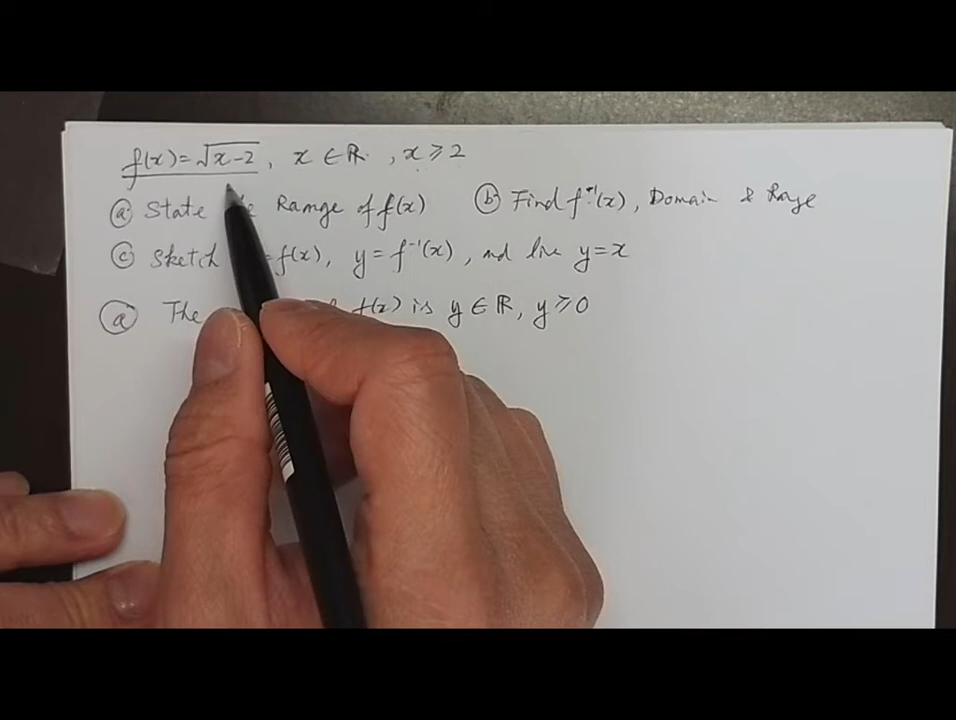 f(x)=√x-2, x ∈ ℝ, x ⩾ 2
ⓐ State Range of f(x) ⓑ Find f⁻¹(x), Domain & Range
ⓒ Sketch =f(x), y=f⁻¹(x), and line y=x
ⓐ The f(x) is y ∈ ℝ, y ⩾ 0